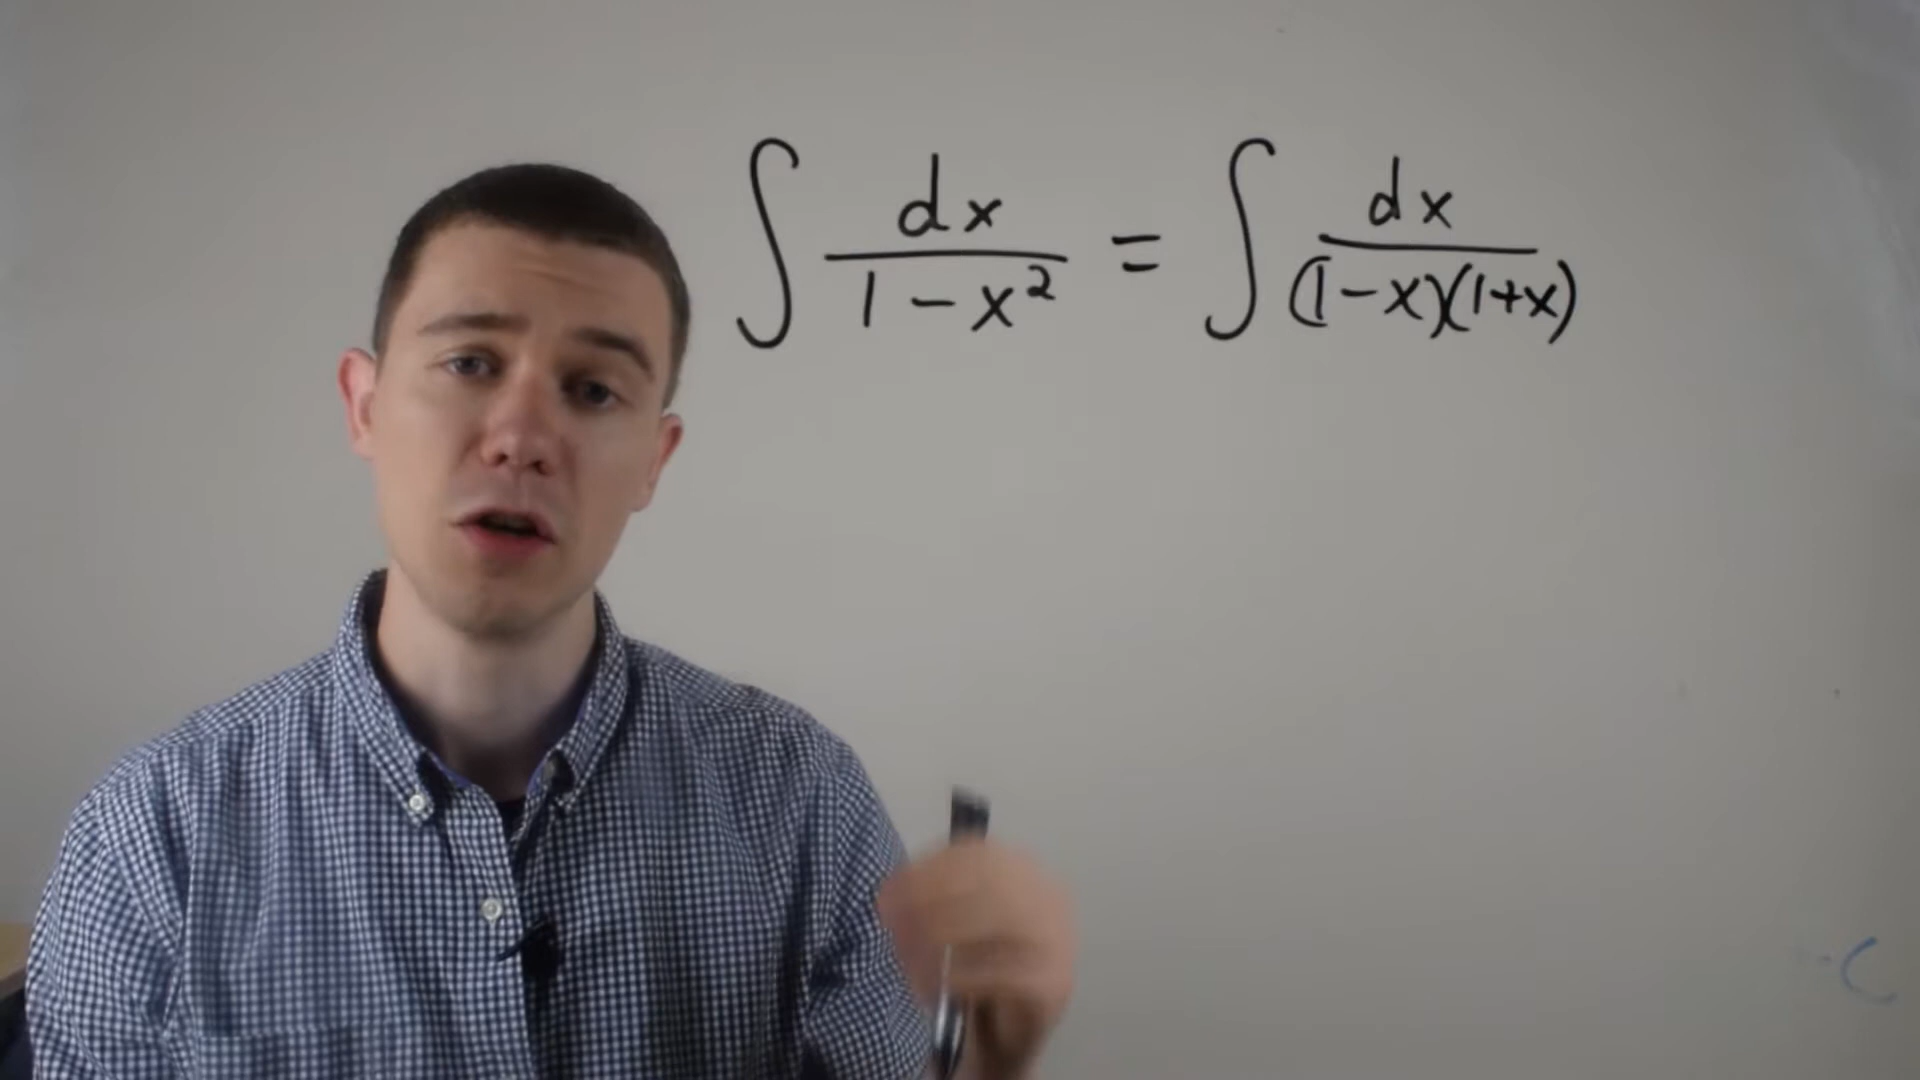 ∫ dx / (1 - x²) = ∫ dx / ((1-x)(1+x))